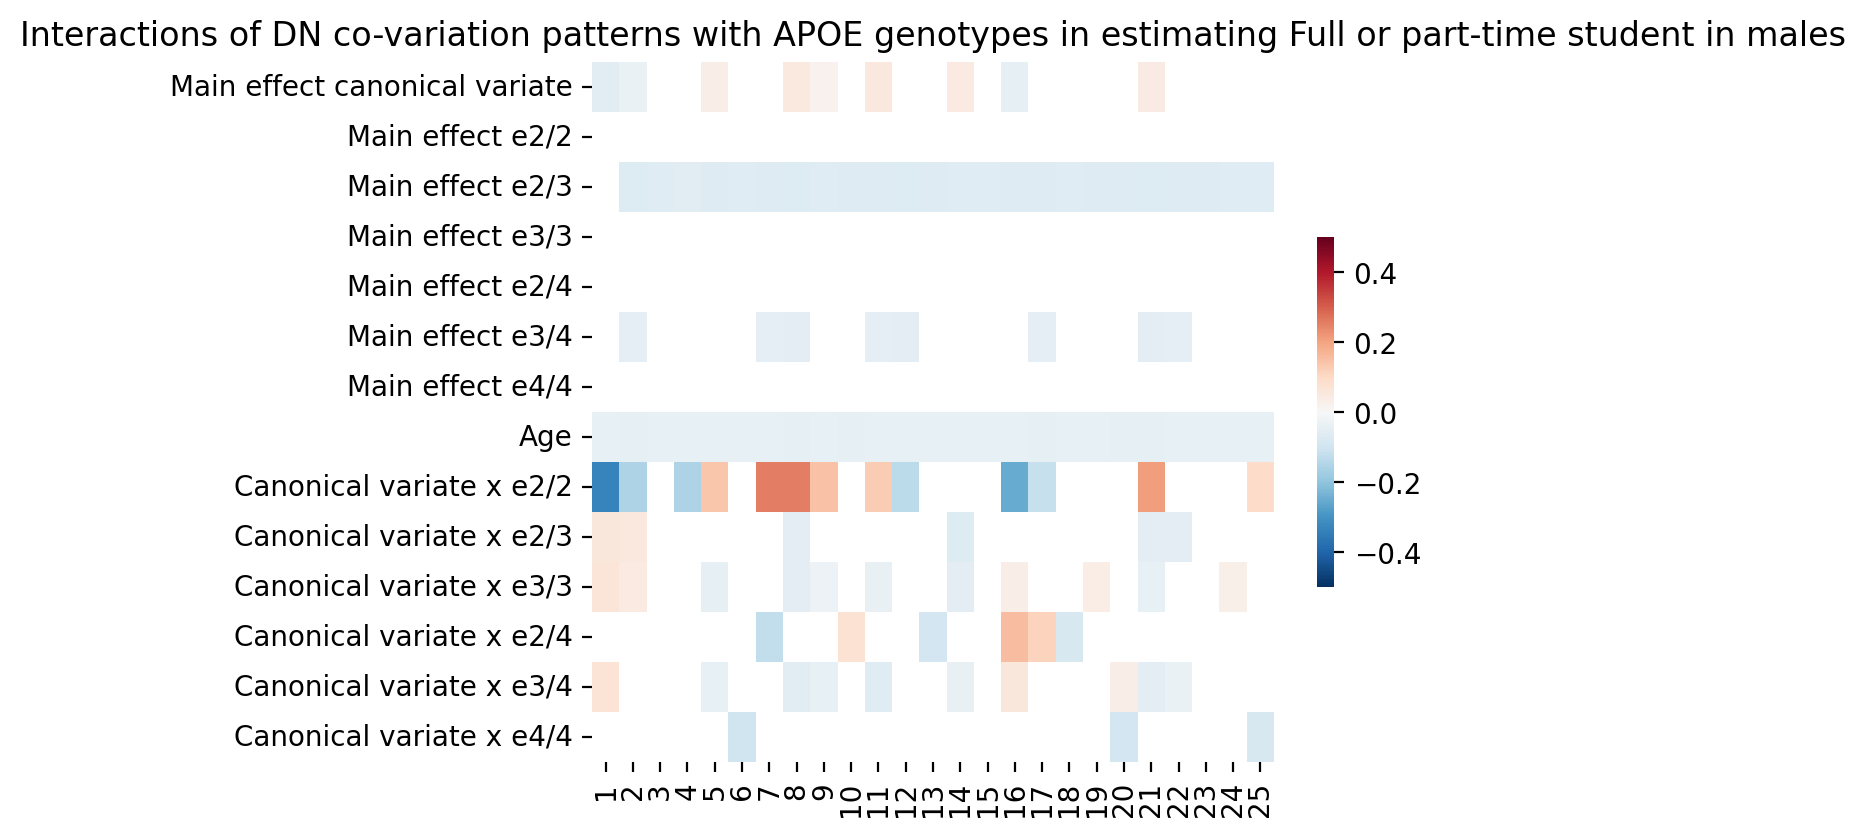 Interactions of DN co-variation patterns with APOE genotypes in estimating Full or part-time student in males
Main effect canonical variate
Main effect e2/2
Main effect e2/3
Main effect e3/3
Main effect e2/4
Main effect e3/4
Main effect e4/4
Age
Canonical variate x e2/2
Canonical variate x e2/3
Canonical variate x e3/3
Canonical variate x e2/4
Canonical variate x e3/4
Canonical variate x e4/4
1 2 3 4 5 6 7 8 9 10 11 12 13 14 15 16 17 18 19 20 21 22 23 24 25
0.4
0.2
0.0
−0.2
−0.4